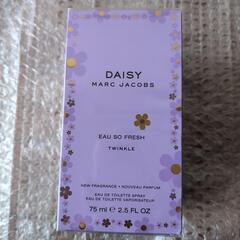 DAISY
MARC JACOBS
EAU SO FRESH
TWINKLE
NEW FRAGRANCE • NOUVEAU PARFUM
EAU DE TOILETTE SPRAY
EAU DE TOILETTE VAPORISATEUR
75 ml ℮ 2.5 FL OZ